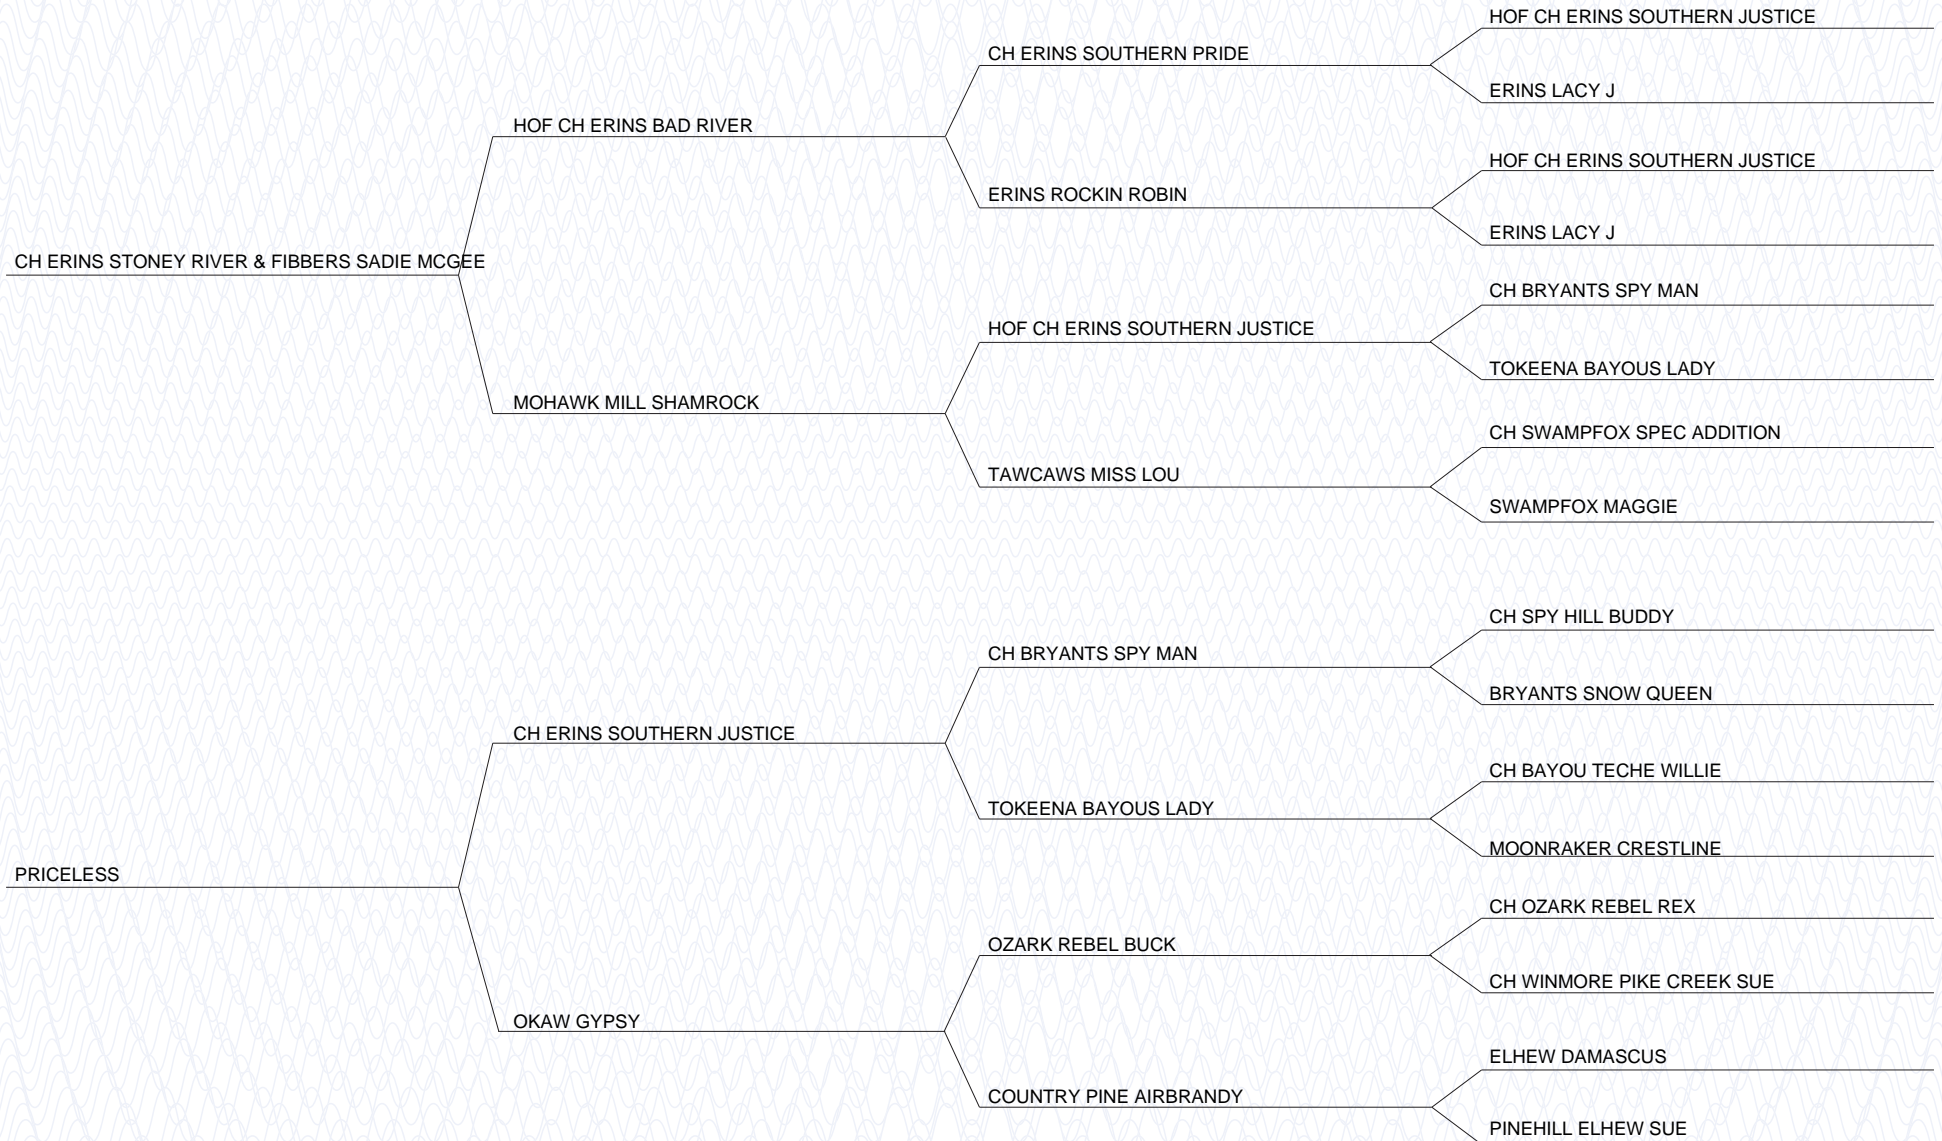 HOF CH ERINS SOUTHERN JUSTICE
CH ERINS SOUTHERN PRIDE
ERINS LACY J
HOF CH ERINS BAD RIVER
HOF CH ERINS SOUTHERN JUSTICE
ERINS ROCKIN ROBIN
ERINS LACY J
CH ERINS STONEY RIVER & FIBBERS SADIE MCGEE
CH BRYANTS SPY MAN
HOF CH ERINS SOUTHERN JUSTICE
TOKEENA BAYOUS LADY
MOHAWK MILL SHAMROCK
CH SWAMPFOX SPEC ADDITION
TAWCAWS MISS LOU
SWAMPFOX MAGGIE
CH SPY HILL BUDDY
CH BRYANTS SPY MAN
BRYANTS SNOW QUEEN
CH ERINS SOUTHERN JUSTICE
CH BAYOU TECHE WILLIE
TOKEENA BAYOUS LADY
MOONRAKER CRESTLINE
PRICELESS
CH OZARK REBEL REX
OZARK REBEL BUCK
CH WINMORE PIKE CREEK SUE
OKAW GYPSY
ELHEW DAMASCUS
COUNTRY PINE AIRBRANDY
PINEHILL ELHEW SUE